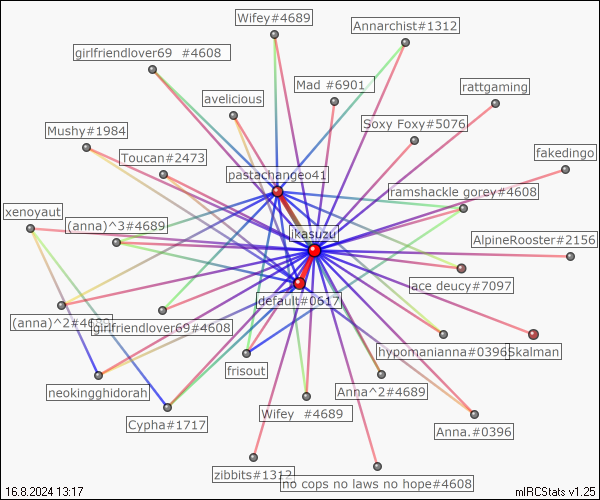 Wifey#4689
Annarchist#1312
girlfriendlover69 #4608
Mad #6901
rattgaming
avelicious
Soxy Foxy#5076
Mushy#1984
Toucan#2473
fakedingo
pastachangeo41
ramshackle gorey#4608
xenoyaut
(anna)^3#4689
Ikasuzu
AlpineRooster#2156
ace deucy#7097
default#0617
(anna)^2#4689
girlfriendlover69#4608
hypomanianna#0396
Skalman
frisout
neokingghidorah
Anna^2#4689
Wifey #4689
Cypha#1717
Anna.#0396
zibbits#1312
no cops no laws no hope#4608
16.8.2024 13:17
mIRCStats v1.25